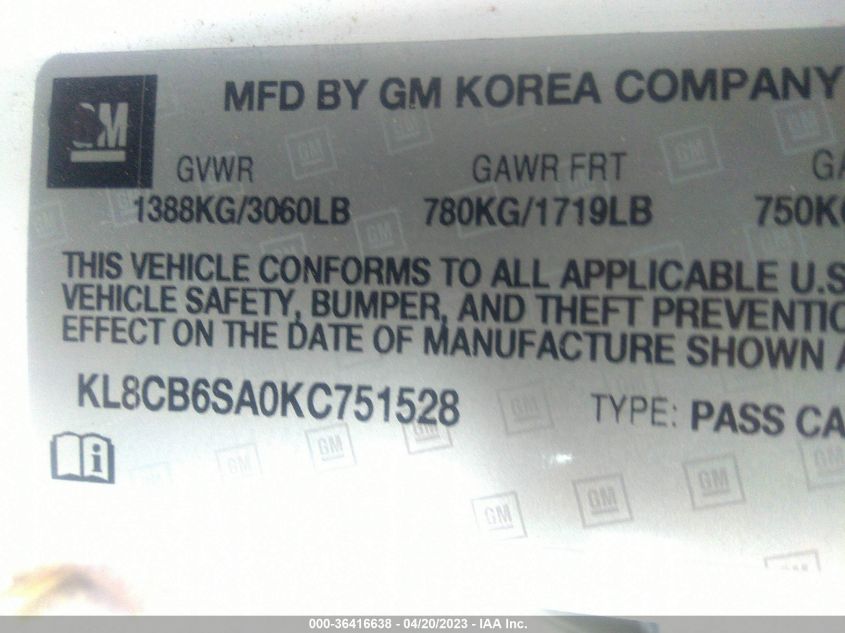 GM
MFD BY GM KOREA COMPANY
GVWR GAWR FRT
1388KG/3060LB 780KG/1719LB 750K
THIS VEHICLE CONFORMS TO ALL APPLICABLE U.S
VEHICLE SAFETY, BUMPER, AND THEFT PREVENTIO
EFFECT ON THE DATE OF MANUFACTURE SHOWN
KL8CB6SA0KC751528 TYPE: PASS CA
000-36416638 - 04/20/2023 - IAA Inc.